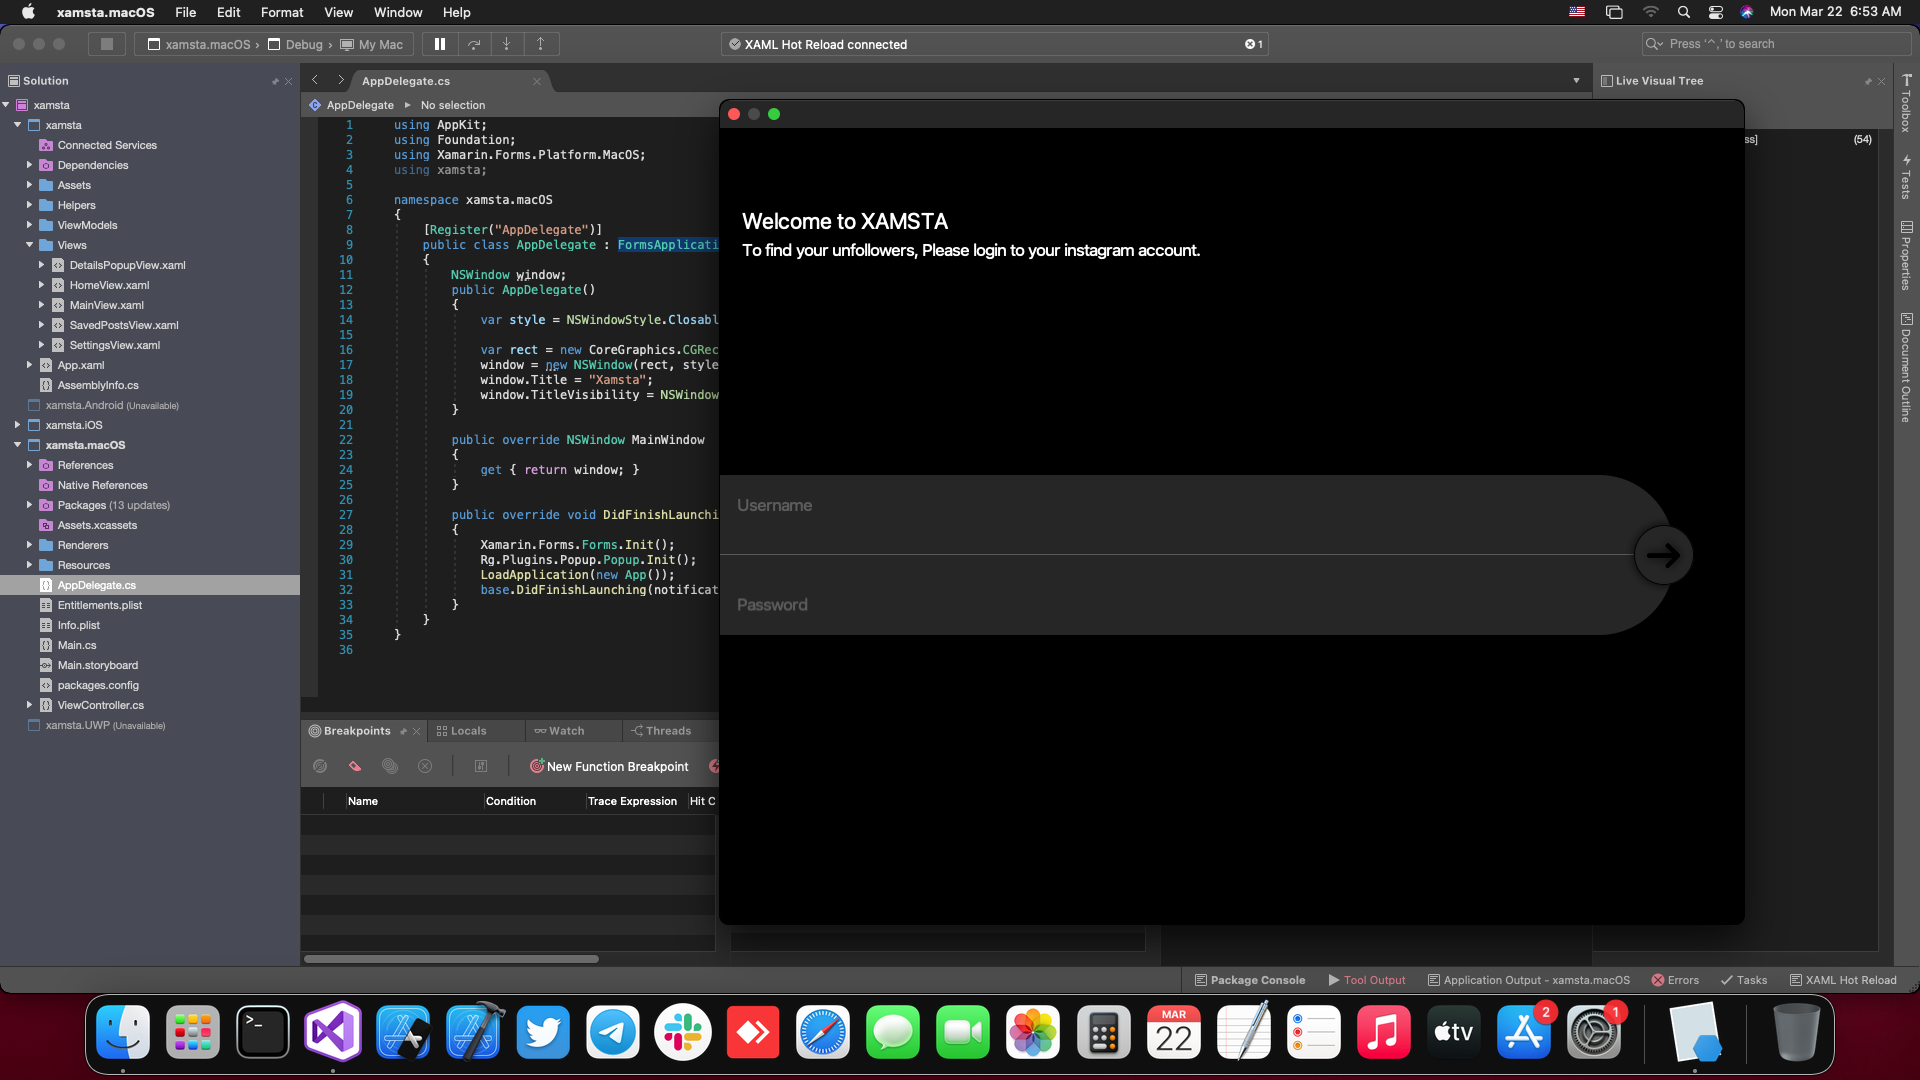 xamsta.macOS File Edit Format View Window Help Mon Mar 22 6:53 AM
xamsta.macOS › Debug › My Mac
XAML Hot Reload connected 1
Press '^,' to search
Solution
xamsta
xamsta
Connected Services
Dependencies
Assets
Helpers
ViewModels
Views
DetailsPopupView.xaml
HomeView.xaml
MainView.xaml
SavedPostsView.xaml
SettingsView.xaml
App.xaml
AssemblyInfo.cs
xamsta.Android (Unavailable)
xamsta.iOS
xamsta.macOS
References
Native References
Packages (13 updates)
Assets.xcassets
Renderers
Resources
AppDelegate.cs
Entitlements.plist
Info.plist
Main.cs
Main.storyboard
packages.config
ViewController.cs
xamsta.UWP (Unavailable)
AppDelegate.cs
AppDelegate No selection
1 using AppKit;
2 using Foundation;
3 using Xamarin.Forms.Platform.MacOS;
4 using xamsta;
5
6 namespace xamsta.macOS
7 {
8 [Register("AppDelegate")]
9 public class AppDelegate : FormsApplicati
10 {
11 NSWindow window;
12 public AppDelegate()
13 {
14 var style = NSWindowStyle.Closabl
15
16 var rect = new CoreGraphics.CGRec
17 window = new NSWindow(rect, style
18 window.Title = "Xamsta";
19 window.TitleVisibility = NSWindow
20 }
21
22 public override NSWindow MainWindow
23 {
24 get { return window; }
25 }
26
27 public override void DidFinishLaunchi
28 {
29 Xamarin.Forms.Forms.Init();
30 Rg.Plugins.Popup.Popup.Init();
31 LoadApplication(new App());
32 base.DidFinishLaunching(notificat
33 }
34 }
35 }
36
Welcome to XAMSTA
To find your unfollowers, Please login to your instagram account.
Username
Password
Live Visual Tree
ss] (54)
Toolbox
Tests
Properties
Document Outline
Breakpoints Locals Watch Threads
New Function Breakpoint
Name Condition Trace Expression Hit C
Package Console Tool Output Application Output - xamsta.macOS Errors Tasks XAML Hot Reload
>_
MAR
22
tv
2
1